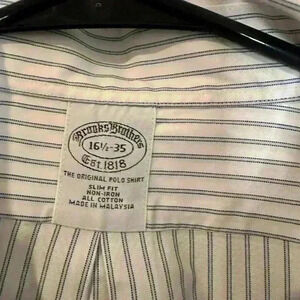 Brooks Brothers
16½-35
Est. 1818
THE ORIGINAL POLO SHIRT
SLIM FIT
NON-IRON
ALL COTTON
MADE IN MALAYSIA